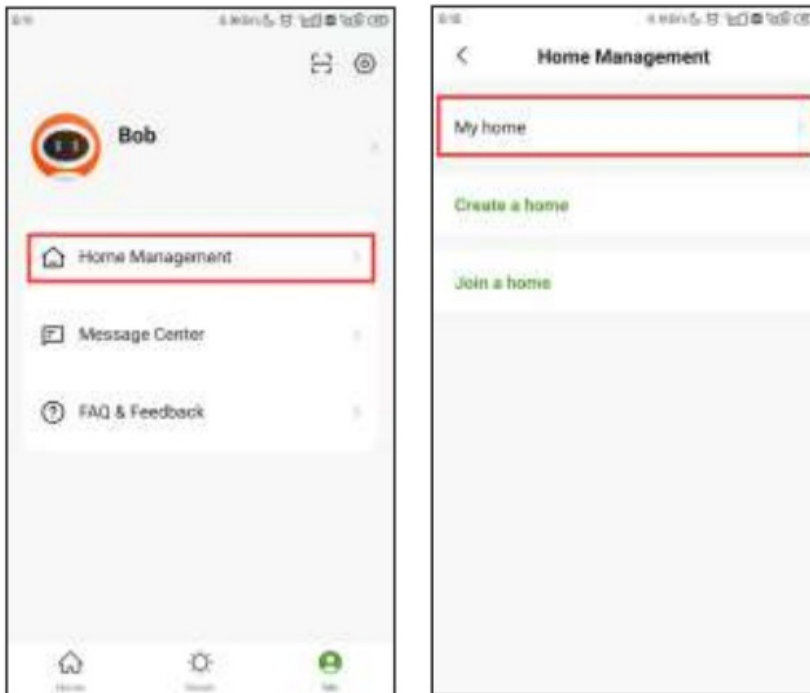 Bob
Home Management
Message Center
FAQ & Feedback
Home Management
My home
Create a home
Join a home